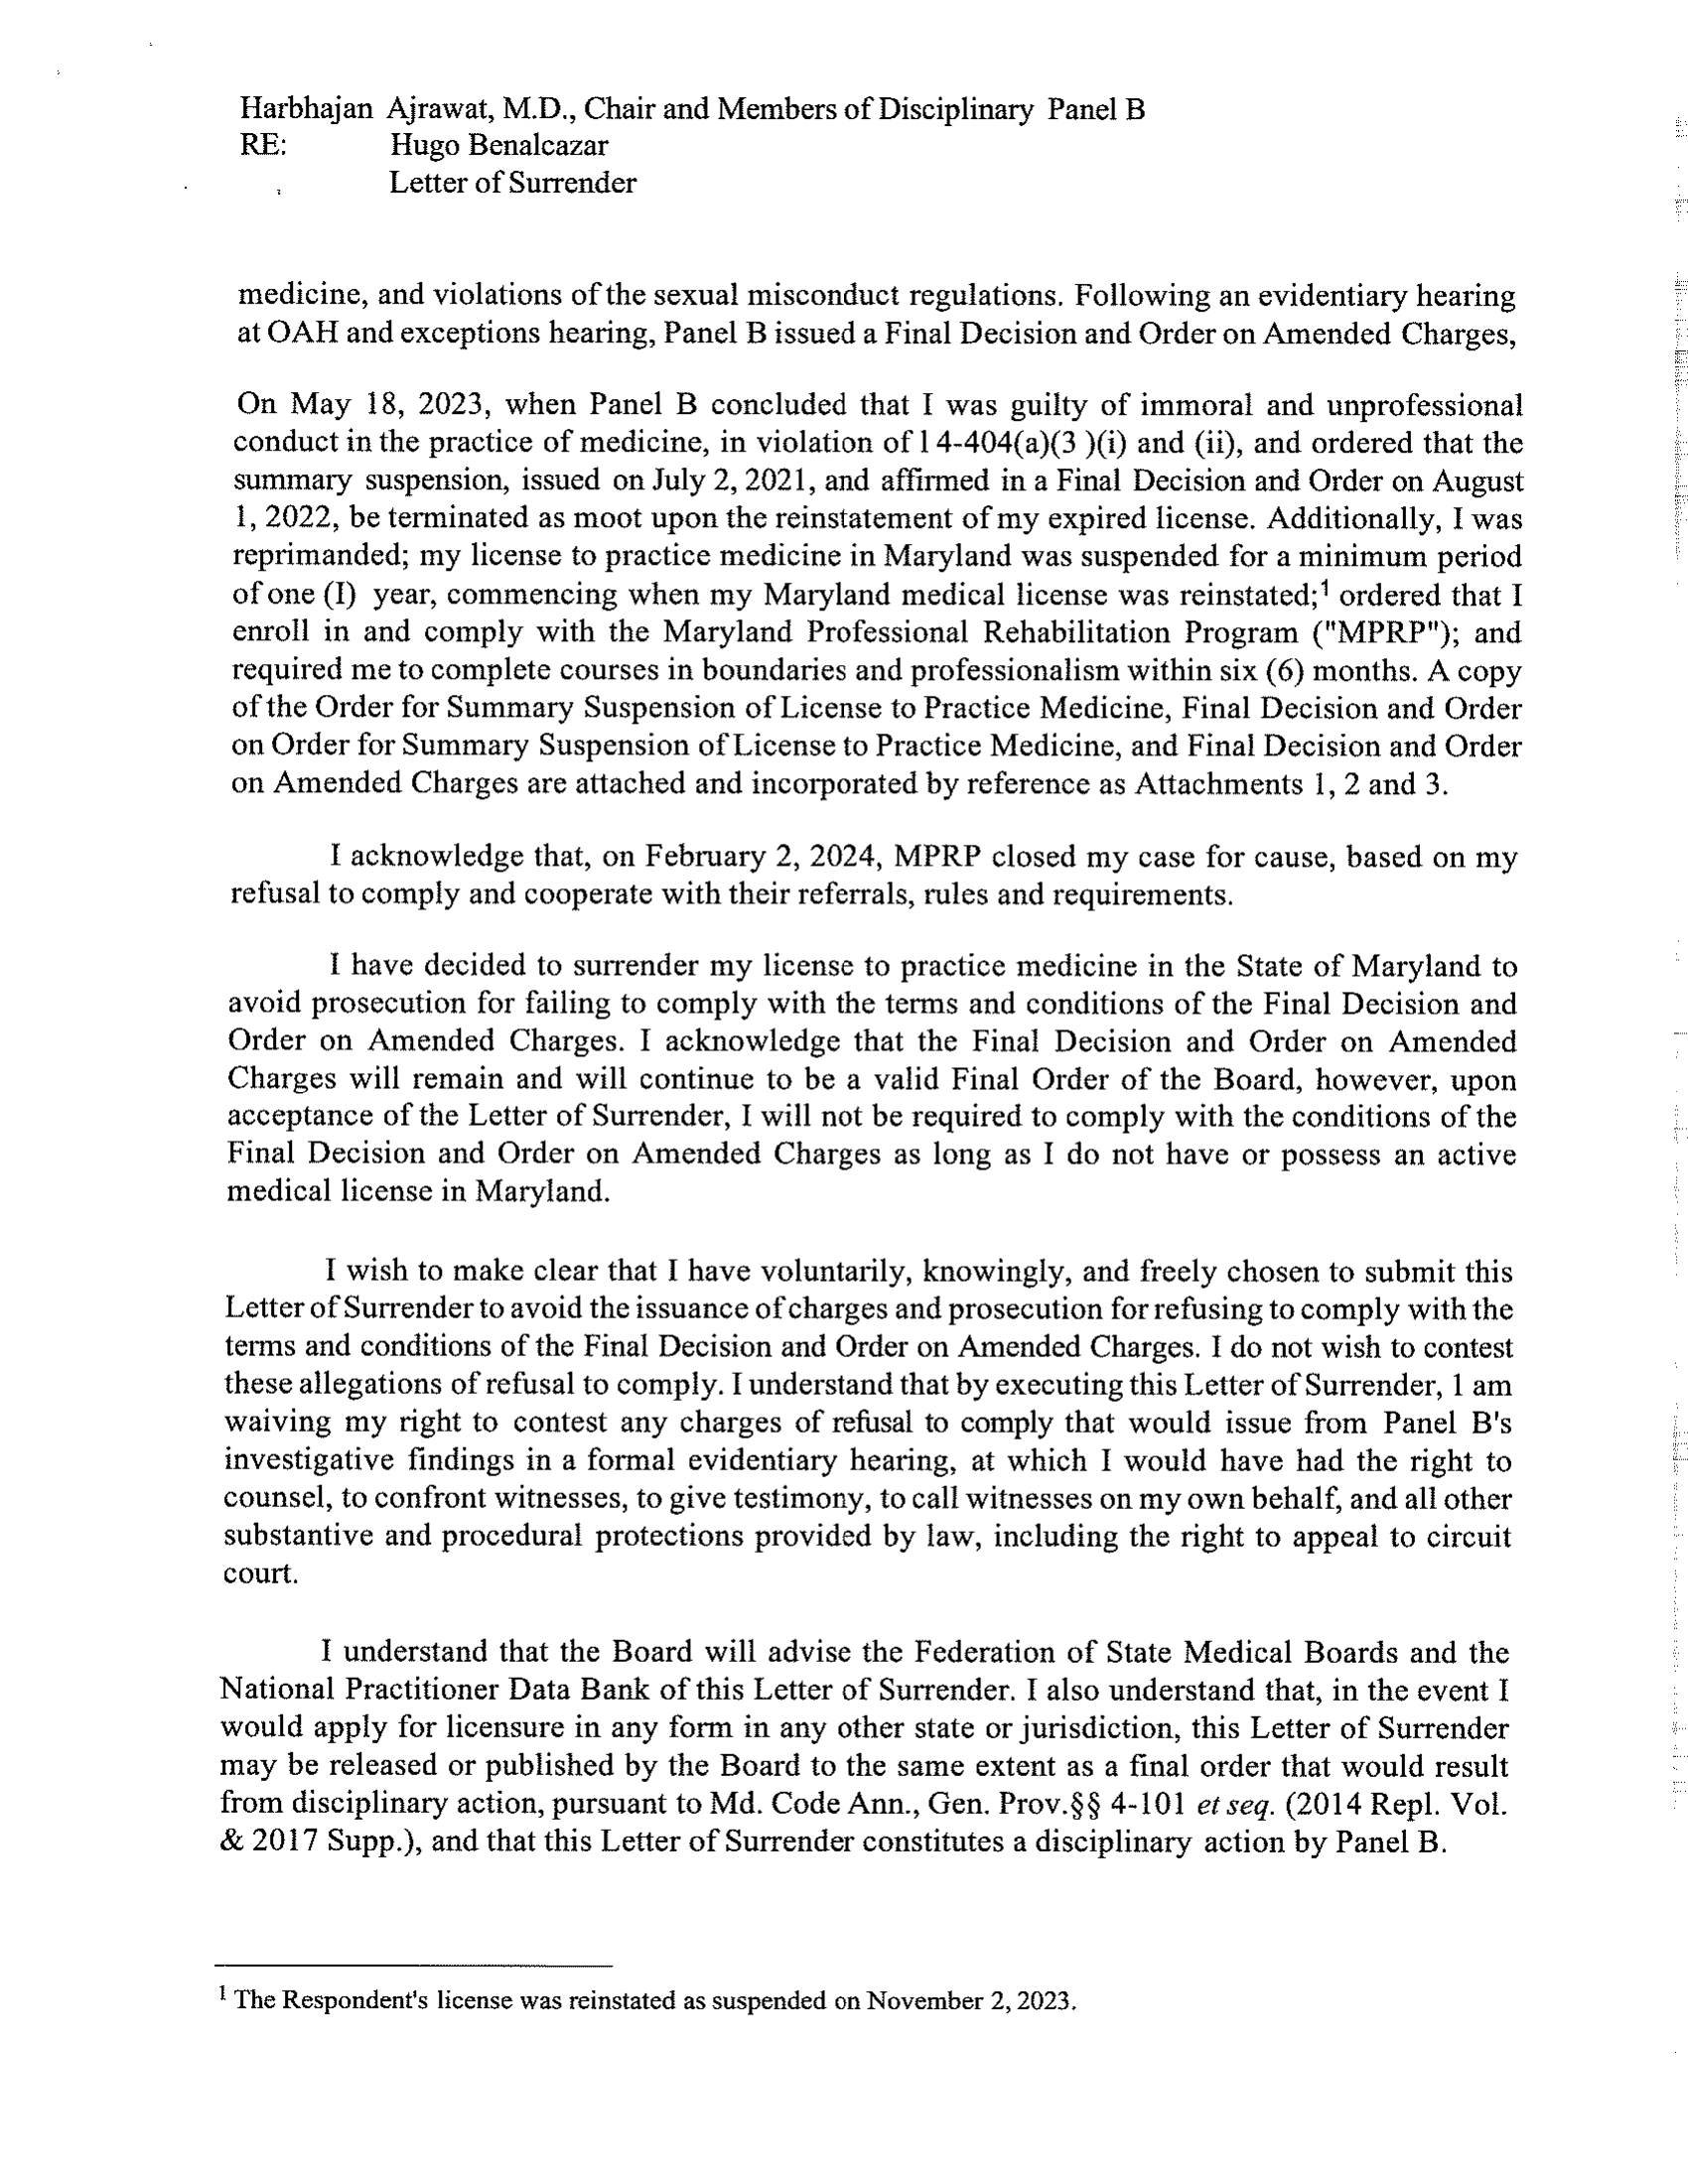 Harbhajan Ajrawat, M.D., Chair and Members of Disciplinary Panel B
RE: Hugo Benalcazar
Letter of Surrender
medicine, and violations of the sexual misconduct regulations. Following an evidentiary hearing
at OAH and exceptions hearing, Panel B issued a Final Decision and Order on Amended Charges,
On May 18, 2023, when Panel B concluded that I was guilty of immoral and unprofessional
conduct in the practice of medicine, in violation of l 4-404(a)(3 )(i) and (ii), and ordered that the
summary suspension, issued on July 2, 2021, and affirmed in a Final Decision and Order on August
1, 2022, be terminated as moot upon the reinstatement of my expired license. Additionally, I was
reprimanded; my license to practice medicine in Maryland was suspended for a minimum period
of one (I) year, commencing when my Maryland medical license was reinstated;¹ ordered that I
enroll in and comply with the Maryland Professional Rehabilitation Program ("MPRP"); and
required me to complete courses in boundaries and professionalism within six (6) months. A copy
of the Order for Summary Suspension of License to Practice Medicine, Final Decision and Order
on Order for Summary Suspension of License to Practice Medicine, and Final Decision and Order
on Amended Charges are attached and incorporated by reference as Attachments 1, 2 and 3.
I acknowledge that, on February 2, 2024, MPRP closed my case for cause, based on my
refusal to comply and cooperate with their referrals, rules and requirements.
I have decided to surrender my license to practice medicine in the State of Maryland to
avoid prosecution for failing to comply with the terms and conditions of the Final Decision and
Order on Amended Charges. I acknowledge that the Final Decision and Order on Amended
Charges will remain and will continue to be a valid Final Order of the Board, however, upon
acceptance of the Letter of Surrender, I will not be required to comply with the conditions of the
Final Decision and Order on Amended Charges as long as I do not have or possess an active
medical license in Maryland.
I wish to make clear that I have voluntarily, knowingly, and freely chosen to submit this
Letter of Surrender to avoid the issuance of charges and prosecution for refusing to comply with the
terms and conditions of the Final Decision and Order on Amended Charges. I do not wish to contest
these allegations of refusal to comply. I understand that by executing this Letter of Surrender, 1 am
waiving my right to contest any charges of refusal to comply that would issue from Panel B's
investigative findings in a formal evidentiary hearing, at which I would have had the right to
counsel, to confront witnesses, to give testimony, to call witnesses on my own behalf, and all other
substantive and procedural protections provided by law, including the right to appeal to circuit
court.
I understand that the Board will advise the Federation of State Medical Boards and the
National Practitioner Data Bank of this Letter of Surrender. I also understand that, in the event I
would apply for licensure in any form in any other state or jurisdiction, this Letter of Surrender
may be released or published by the Board to the same extent as a final order that would result
from disciplinary action, pursuant to Md. Code Ann., Gen. Prov.§§ 4-101 et seq. (2014 Repl. Vol.
& 2017 Supp.), and that this Letter of Surrender constitutes a disciplinary action by Panel B.
¹ The Respondent's license was reinstated as suspended on November 2, 2023.